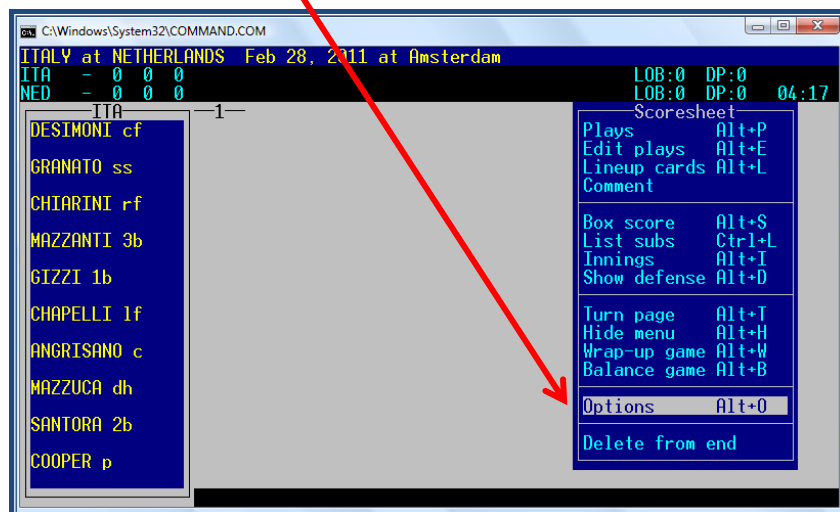 C:\Windows\System32\COMMAND.COM
ITALY at NETHERLANDS Feb 28, 2011 at Amsterdam
ITA - 0 0 0 LOB:0 DP:0
NED - 0 0 0 LOB:0 DP:0 04:17
ITA
1
DESIMONI cf
GRANATO ss
CHIARINI rf
MAZZANTI 3b
GIZZI 1b
CHAPELLI lf
ANGRISANO c
MAZZUCA dh
SANTORA 2b
COOPER p
Scoresheet
Plays Alt+P
Edit plays Alt+E
Lineup cards Alt+L
Comment
Box score Alt+S
List subs Ctrl+L
Innings Alt+I
Show defense Alt+D
Turn page Alt+T
Hide menu Alt+H
Wrap-up game Alt+W
Balance game Alt+B
Options Alt+O
Delete from end